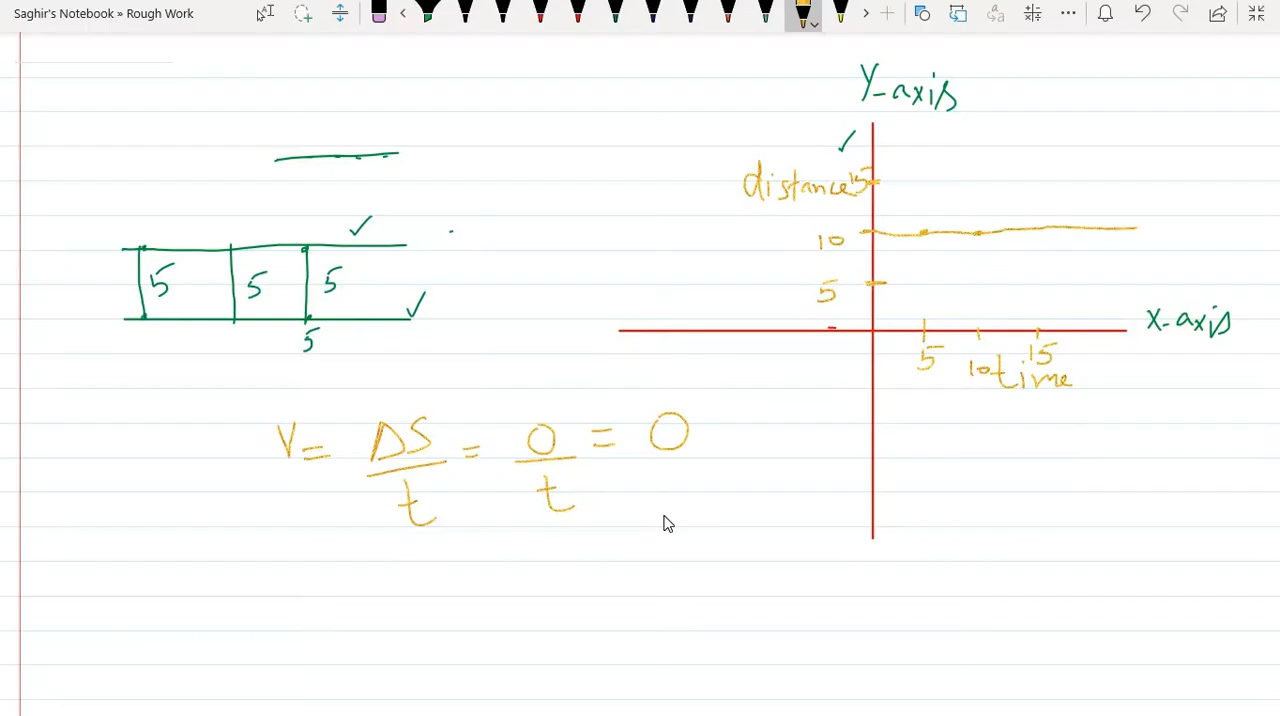 Saghir's Notebook » Rough Work
Y-axis
distance 15
10
5
5 5 5
5
x-axis
5 10 15
time
V = ΔS/t = 0/t = 0